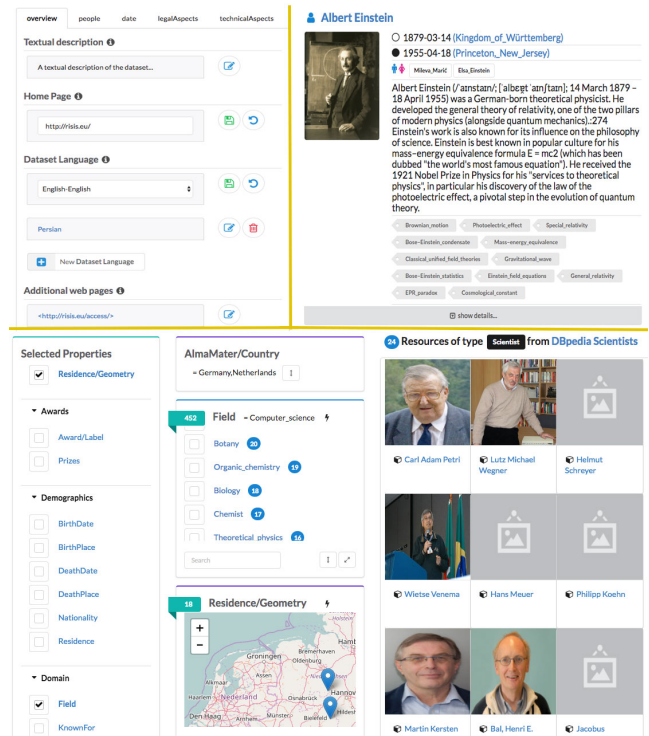 overview people date legalAspects technicalAspects
Textual description
A textual description of the dataset...
Home Page
http://risis.eu/
Dataset Language
English-English
Persian
New Dataset Language
Additional web pages
<http://risis.eu/access/>
Albert Einstein
1879-03-14 (Kingdom_of_Württemberg)
1955-04-18 (Princeton,_New_Jersey)
Mileva_Marić Elsa_Einstein
Albert Einstein (/ˈaɪnstaɪn/; [ˈalbɛɐ̯t ˈaɪnʃtaɪn]; 14 March 1879 –
18 April 1955) was a German-born theoretical physicist. He
developed the general theory of relativity, one of the two pillars
of modern physics (alongside quantum mechanics).:274
Einstein's work is also known for its influence on the philosophy
of science. Einstein is best known in popular culture for his
mass–energy equivalence formula E = mc2 (which has been
dubbed "the world's most famous equation"). He received the
1921 Nobel Prize in Physics for his "services to theoretical
physics", in particular his discovery of the law of the
photoelectric effect, a pivotal step in the evolution of quantum
theory.
Brownian_motion Photoelectric_effect Special_relativity
Bose–Einstein_condensate Mass–energy_equivalence
Classical_unified_field_theories Gravitational_wave
Bose–Einstein_statistics Einstein_field_equations General_relativity
EPR_paradox Cosmological_constant
show details...
Selected Properties
Residence/Geometry
Awards
Award/Label
Prizes
Demographics
BirthDate
BirthPlace
DeathDate
DeathPlace
Nationality
Residence
Domain
Field
KnownFor
AlmaMater/Country
= Germany,Netherlands
452 Field = Computer_science
Botany 20
Organic_chemistry 19
Biology 18
Chemist 17
Theoretical_physics 16
Search
18 Residence/Geometry
+
−
Holstein
Hamb
Bremerhaven
Groningen
Oldenburg
Assen
Alkmaar
Haarlem Nederland Osnabrück Hannov
Den Haag Arnhem Münster Bielefeld Hildesh
24 Resources of type Scientist from DBpedia Scientists
Carl Adam Petri
Lutz Michael
Wegner
Helmut
Schreyer
Wietse Venema
Hans Meuer
Philipp Koehn
Martin Kersten
Bal, Henri E.
Jacobus